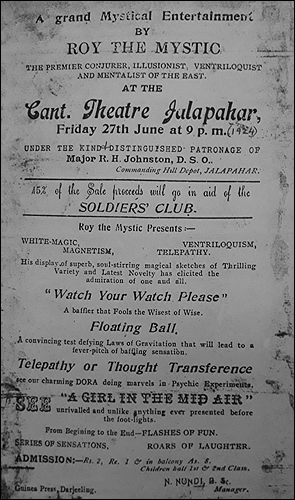 A grand Mystical Entertainment
BY
ROY THE MYSTIC
THE PREMIER CONJURER, ILLUSIONIST, VENTRILOQUIST
AND MENTALIST OF THE EAST.
AT THE
Cant. Theatre Jalapahar,
Friday 27th June at 9 p. m. (1924)
UNDER THE KIND & DISTINGUISHED PATRONAGE OF
Major R. H. Johnston, D. S. O..
Commanding Hill Depot, JALAPAHAR.
15% of the Sale proceeds will go in aid of the
SOLDIERS' CLUB.
Roy the Mystic Presents:—
WHITE-MAGIC, VENTRILOQUISM,
MAGNETISM, TELEPATHY.
His display of superb, soul-stirring magical sketches of Thrilling
Variety and Latest Novelty has elicited the
admiration of one and all.
"Watch Your Watch Please"
A baffler that Fools the Wisest of Wise.
Floating Ball.
A convincing test defying Laws of Gravitation that will lead to a
fever-pitch of baffling sensation.
Telepathy or Thought Transference
see our charming DORA doing marvels in Psychic Experiments.
SEE "A GIRL IN THE MID AIR"
unrivalled and unlike anything ever presented before
the foot-lights.
From Begining to the End—FLASHES OF FUN.
SERIES OF SENSATIONS, ROARS OF LAUGHTER.
ADMISSION:—Rs. 2, Re. 1 & in balcony As. 8.
Children half 1st & 2nd Class.
N. NUNDI, B. Sc.
Guinea Press, Darjeeling. Manager.